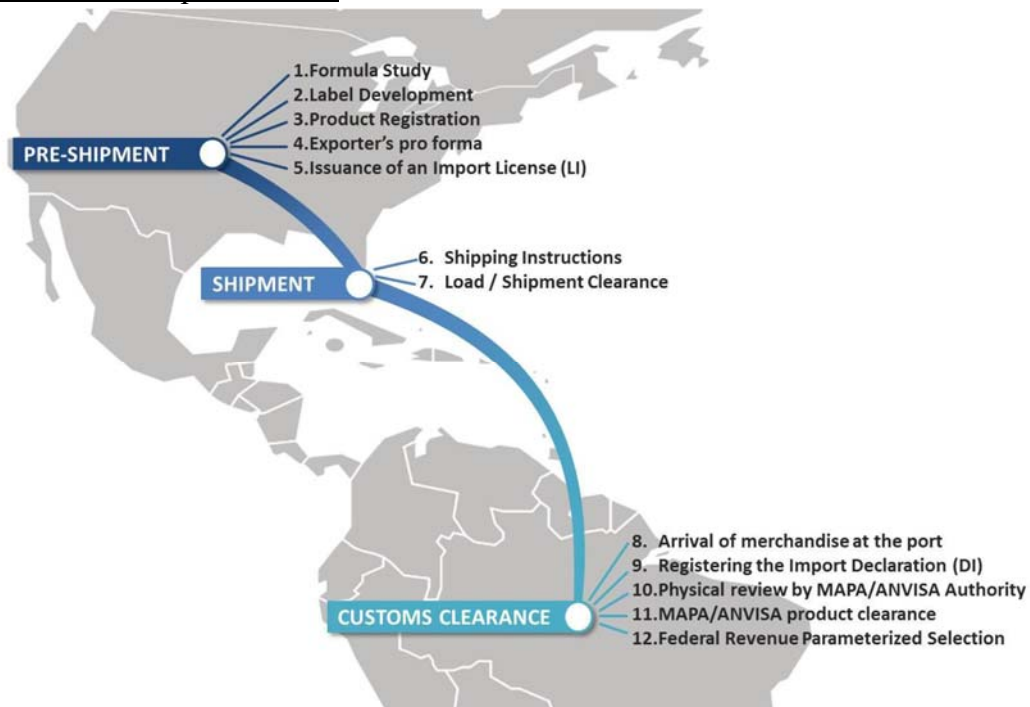 PRE-SHIPMENT
1.Formula Study
2.Label Development
3.Product Registration
4.Exporter's pro forma
5.Issuance of an Import License (LI)
SHIPMENT
6. Shipping Instructions
7. Load / Shipment Clearance
CUSTOMS CLEARANCE
8. Arrival of merchandise at the port
9. Registering the Import Declaration (DI)
10.Physical review by MAPA/ANVISA Authority
11.MAPA/ANVISA product clearance
12.Federal Revenue Parameterized Selection